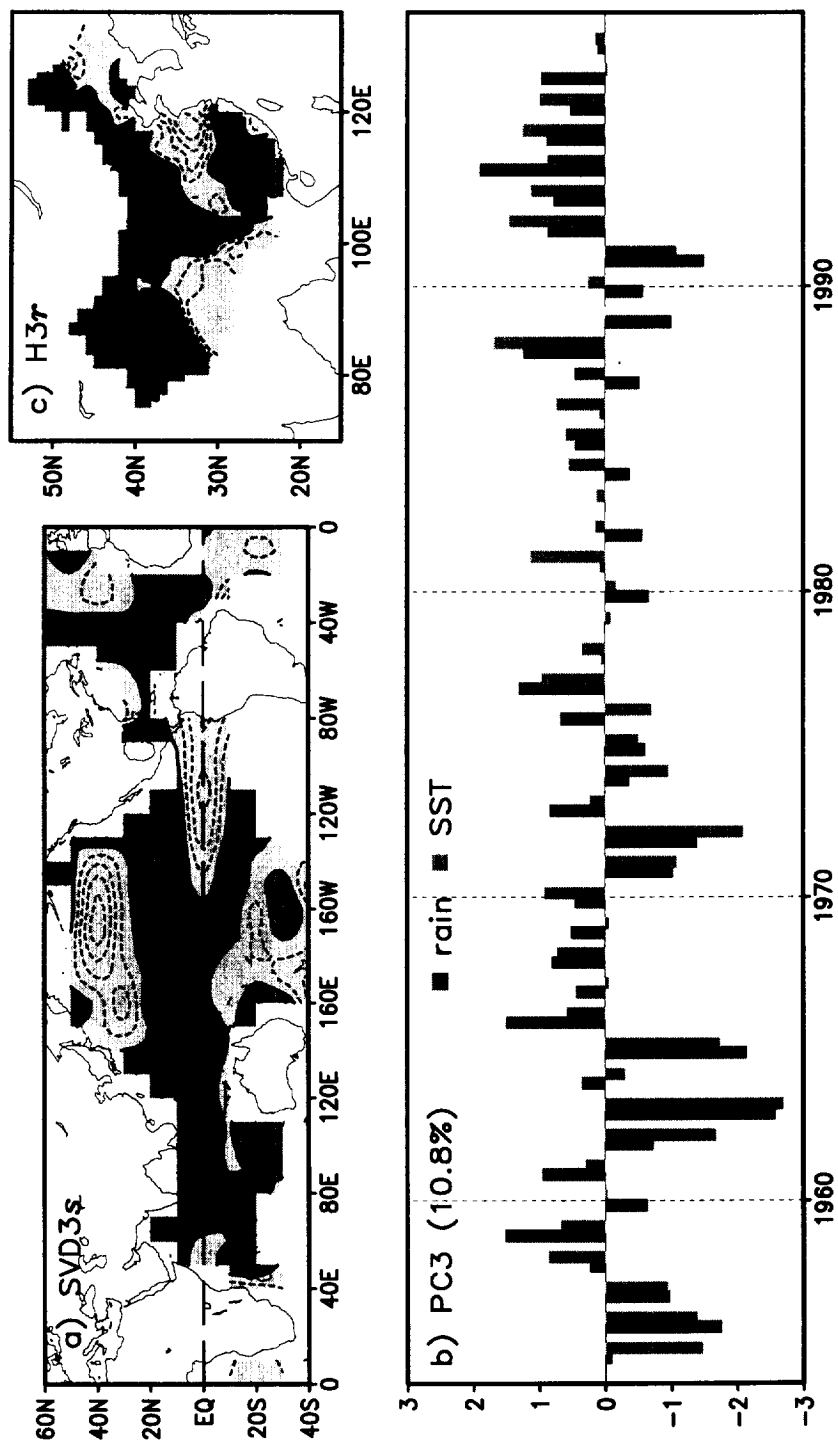 a) SVD3s
60N
40N
20N
EQ
20S
40S
0
40E
80E
120E
160E
160W
120W
80W
40W
0
c) H3r
50N
40N
30N
20N
80E
100E
120E
b) PC3 (10.8%)
rain SST
3
2
1
0
-1
-2
-3
1960
1970
1980
1990